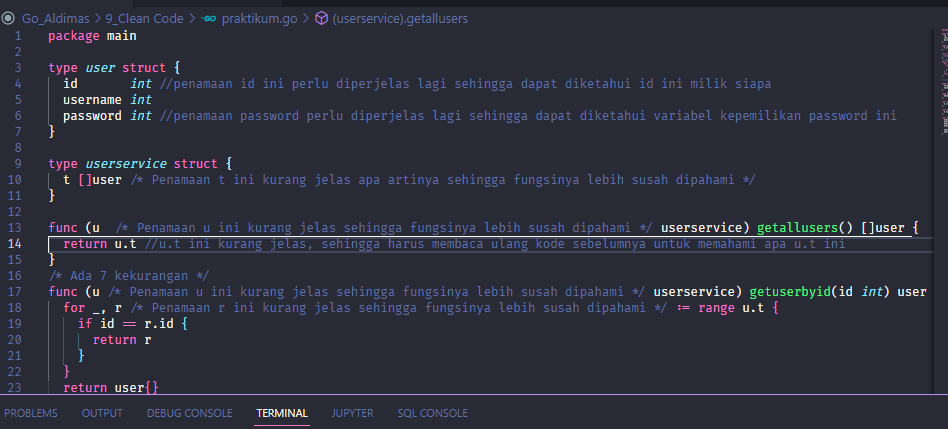 Go_Aldimas > 9_Clean Code > praktikum.go > (userservice).getallusers
1 package main
2
3 type user struct {
4 id int //penamaan id ini perlu diperjelas lagi sehingga dapat diketahui id ini milik siapa
5 username int
6 password int //penamaan password perlu diperjelas lagi sehingga dapat diketahui variabel kepemilikan password ini
7 }
8
9 type userservice struct {
10 t []user /* Penamaan t ini kurang jelas apa artinya sehingga fungsinya lebih susah dipahami */
11 }
12
13 func (u /* Penamaan u ini kurang jelas sehingga fungsinya lebih susah dipahami */ userservice) getallusers() []user {
14 return u.t //u.t ini kurang jelas, sehingga harus membaca ulang kode sebelumnya untuk memahami apa u.t ini
15 }
16 /* Ada 7 kekurangan */
17 func (u /* Penamaan u ini kurang jelas sehingga fungsinya lebih susah dipahami */ userservice) getuserbyid(id int) user
18 for _, r /* Penamaan r ini kurang jelas sehingga fungsinya lebih susah dipahami */ := range u.t {
19 if id == r.id {
20 return r
21 }
22 }
23 return user{}
PROBLEMS OUTPUT DEBUG CONSOLE TERMINAL JUPYTER SQL CONSOLE